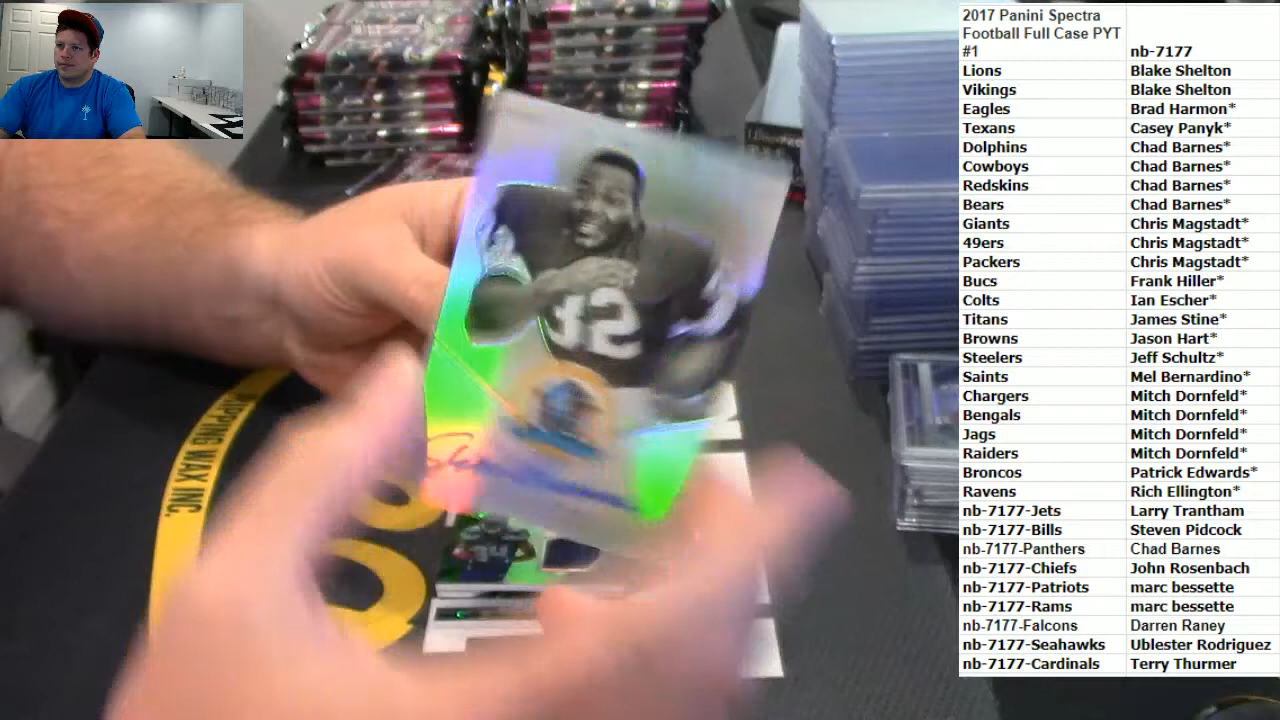 2017 Panini Spectra
Football Full Case PYT
#1 nb-7177
Lions Blake Shelton
Vikings Blake Shelton
Eagles Brad Harmon*
Texans Casey Panyk*
Dolphins Chad Barnes*
Cowboys Chad Barnes*
Redskins Chad Barnes*
Bears Chad Barnes*
Giants Chris Magstadt*
49ers Chris Magstadt*
Packers Chris Magstadt*
Bucs Frank Hiller*
Colts Ian Escher*
Titans James Stine*
Browns Jason Hart*
Steelers Jeff Schultz*
Saints Mel Bernardino*
Chargers Mitch Dornfeld*
Bengals Mitch Dornfeld*
Jags Mitch Dornfeld*
Raiders Mitch Dornfeld*
Broncos Patrick Edwards*
Ravens Rich Ellington*
nb-7177-Jets Larry Trantham
nb-7177-Bills Steven Pidcock
nb-7177-Panthers Chad Barnes
nb-7177-Chiefs John Rosenbach
nb-7177-Patriots marc bessette
nb-7177-Rams marc bessette
nb-7177-Falcons Darren Raney
nb-7177-Seahawks Ublester Rodriguez
nb-7177-Cardinals Terry Thurmer
32
34
RIPPING WAX INC.